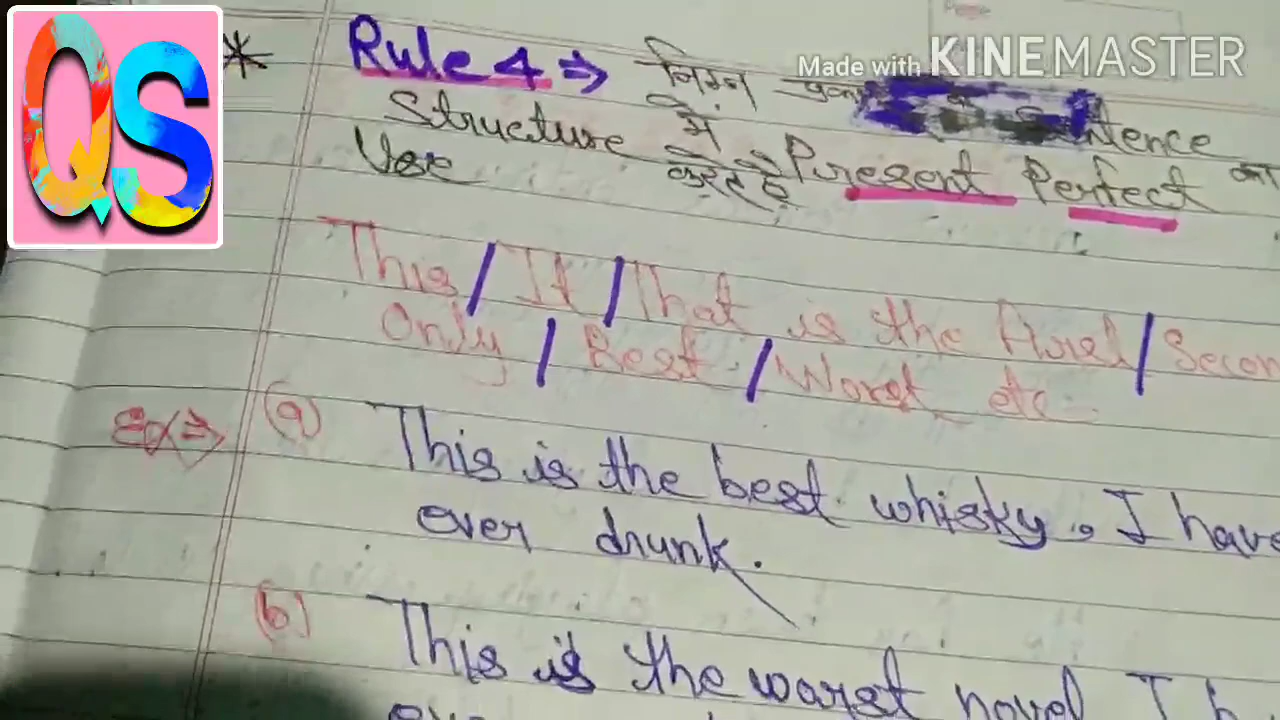 QS
Made with KINEMASTER
* Rule 4 ⇒ निम्न
Structure में Present Perfect का
Use करते है
This / It / That is the First / Secon
Only / Best / Worst etc
Ex ⇒ (a) This is the best whisky, I have
ever drunk.
(b) This is the worst novel I h